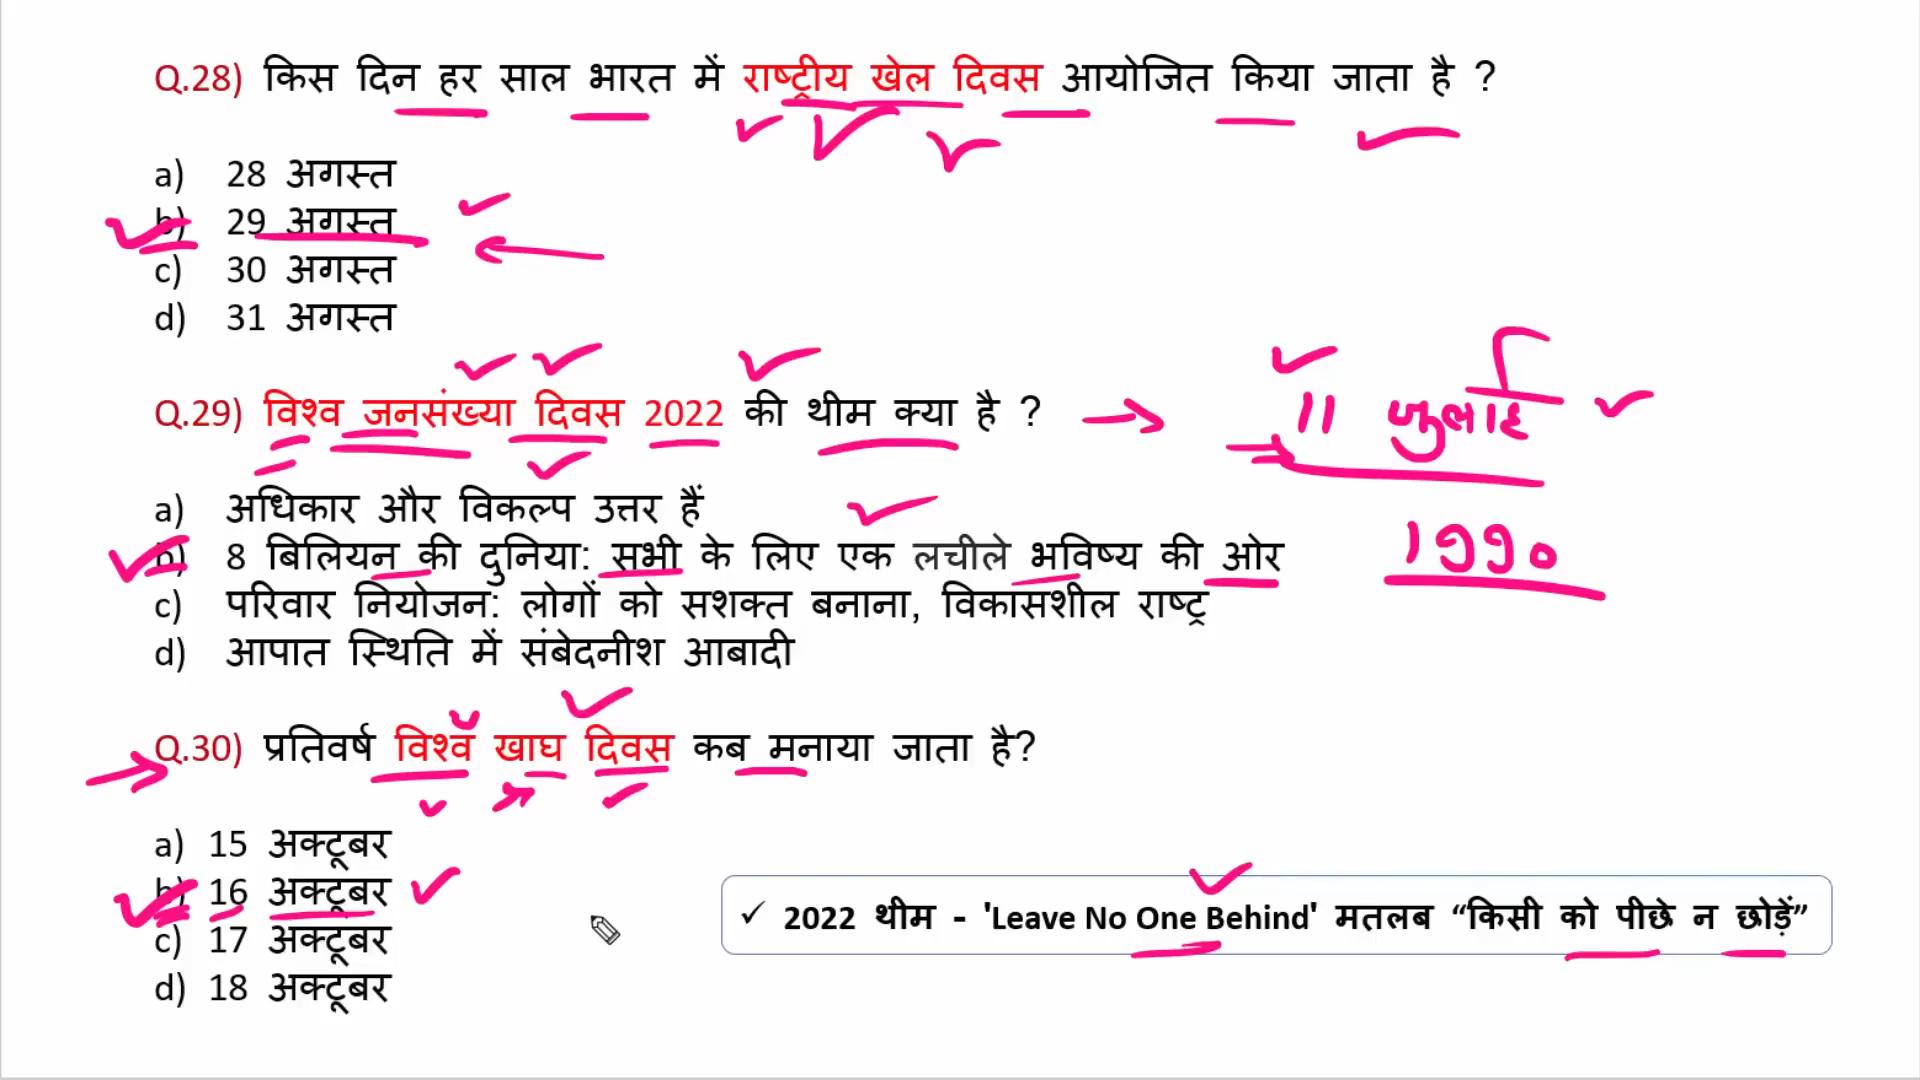 Q.28) किस दिन हर साल भारत में राष्ट्रीय खेल दिवस आयोजित किया जाता है ?
a) 28 अगस्त
b) 29 अगस्त
c) 30 अगस्त
d) 31 अगस्त
Q.29) विश्व जनसंख्या दिवस 2022 की थीम क्या है ?
11 जुलाई
a) अधिकार और विकल्प उत्तर हैं
b) 8 बिलियन की दुनिया: सभी के लिए एक लचीले भविष्य की ओर
1990
c) परिवार नियोजन: लोगों को सशक्त बनाना, विकासशील राष्ट्र
d) आपात स्थिति में संबेदनीश आबादी
Q.30) प्रतिवर्ष विश्व खाघ दिवस कब मनाया जाता है?
a) 15 अक्टूबर
b) 16 अक्टूबर
✓ 2022 थीम - 'Leave No One Behind' मतलब “किसी को पीछे न छोड़ें”
c) 17 अक्टूबर
d) 18 अक्टूबर